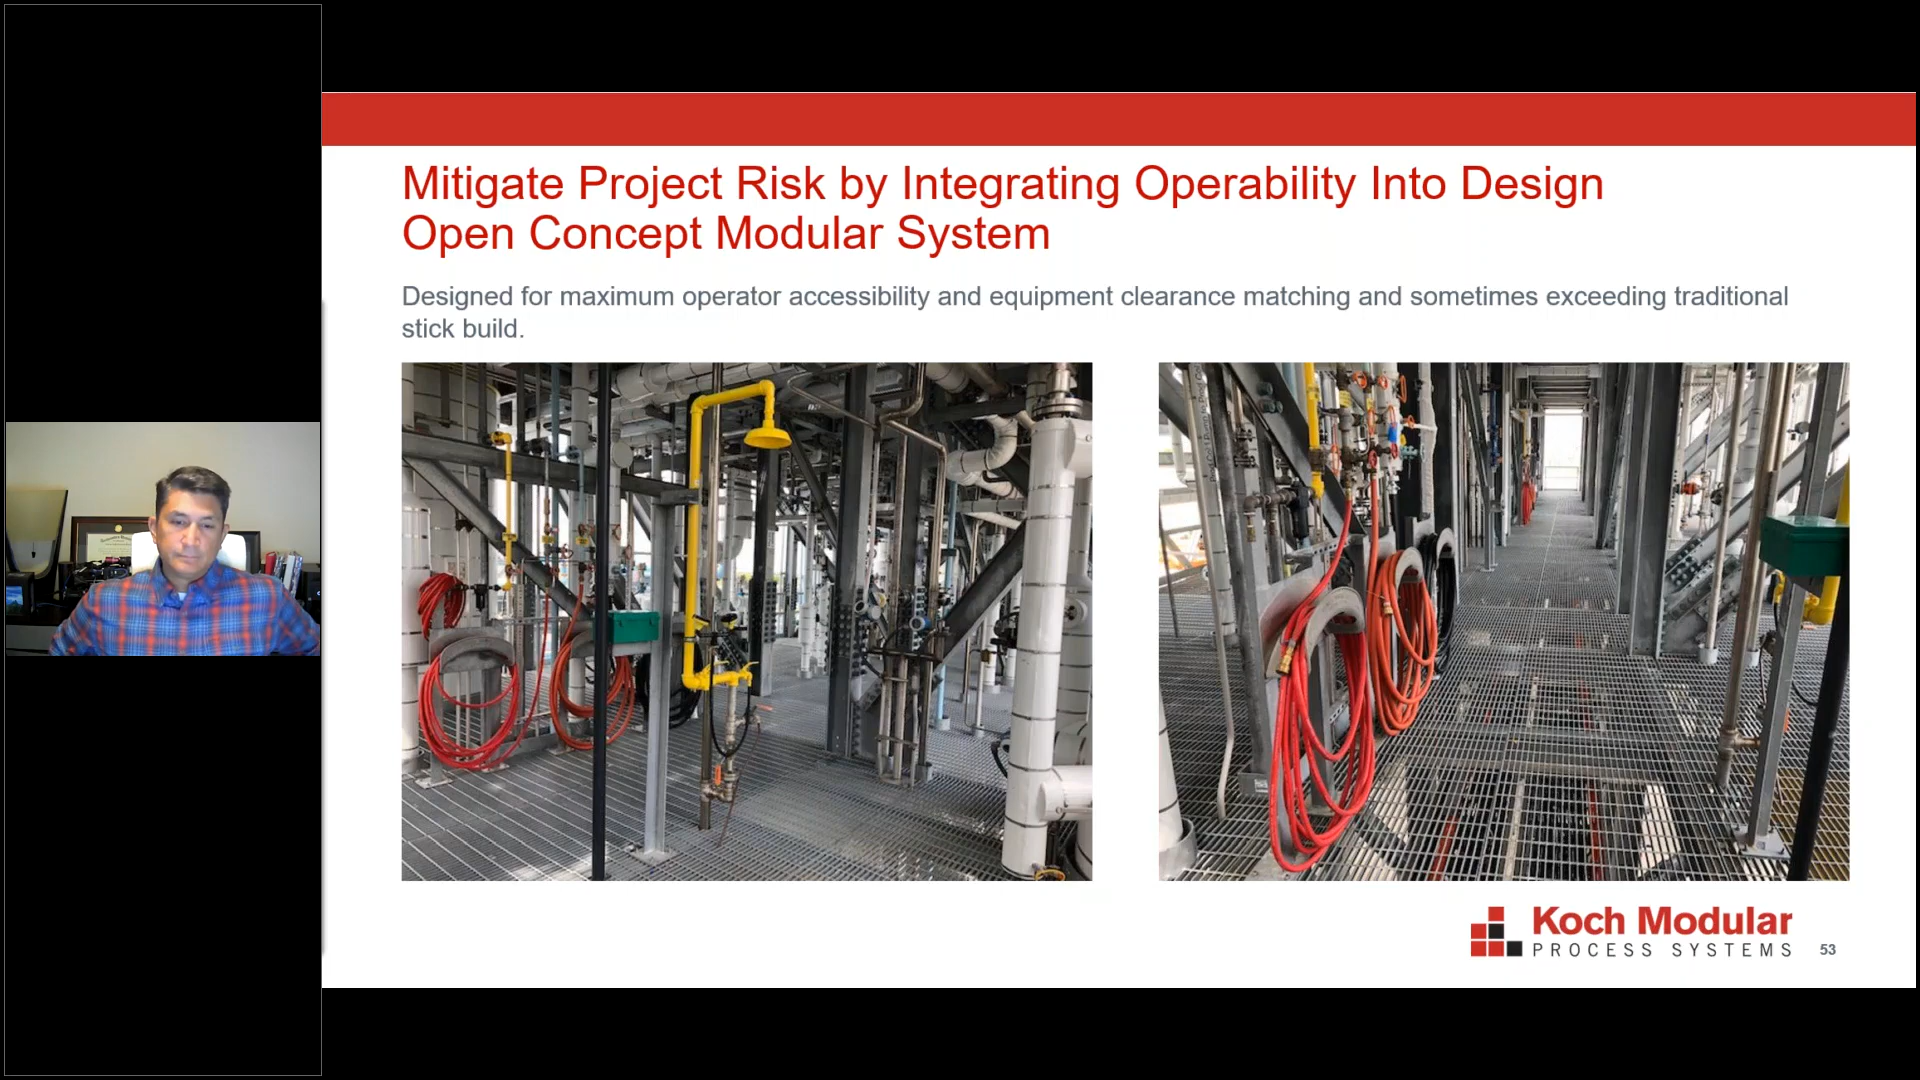 Mitigate Project Risk by Integrating Operability Into Design
Open Concept Modular System
Designed for maximum operator accessibility and equipment clearance matching and sometimes exceeding traditional
stick build.
Koch Modular
PROCESS SYSTEMS
53